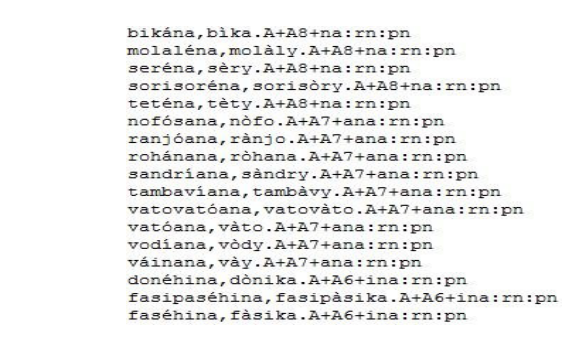 bikána,bìka.A+A8+na:rn:pn
molaléna,molàly.A+A8+na:rn:pn
seréna,sèry.A+A8+na:rn:pn
sorisoréna,sorisòry.A+A8+na:rn:pn
teténa,tèty.A+A8+na:rn:pn
nofósana,nòfo.A+A7+ana:rn:pn
ranjóana,rànjo.A+A7+ana:rn:pn
rohánana,ròhana.A+A7+ana:rn:pn
sandríana,sàndry.A+A7+ana:rn:pn
tambavíana,tambàvy.A+A7+ana:rn:pn
vatovatóana,vatovàto.A+A7+ana:rn:pn
vatóana,vàto.A+A7+ana:rn:pn
vodíana,vòdy.A+A7+ana:rn:pn
váinana,vày.A+A7+ana:rn:pn
donéhina,dònika.A+A6+ina:rn:pn
fasipaséhina,fasipàsika.A+A6+ina:rn:pn
faséhina,fàsika.A+A6+ina:rn:pn